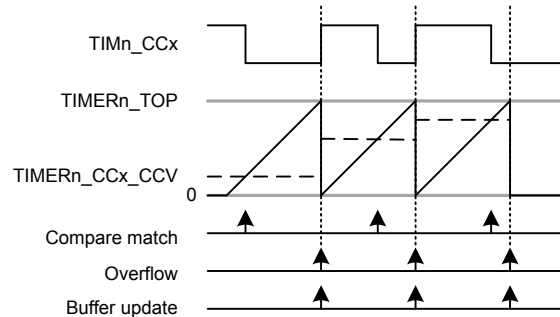 TIMn_CCx
TIMERn_TOP
TIMERn_CCx_CCV
0
Compare match
Overflow
Buffer update